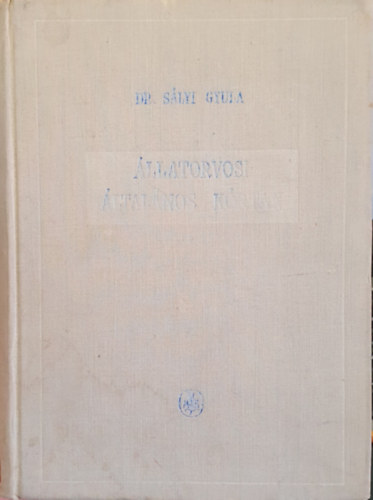 DR. SÁLYI GYULA
ÁLLATORVOSI
ÁLTALÁNOS